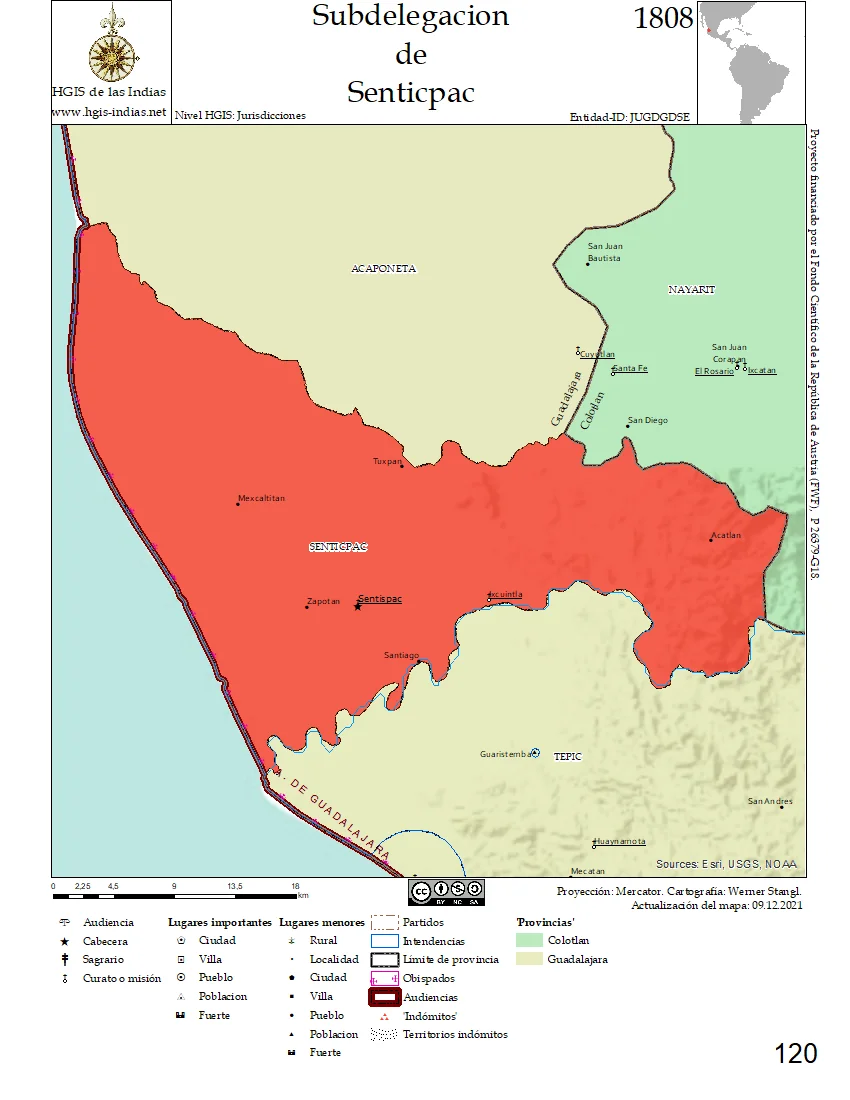 Subdelegacion
de
Senticpac
1808
HGIS de las Indias
www.hgis-indias.net
Nivel HGIS: Jurisdicciones
Entidad-ID: JUGDGDSE
Proyecto financiado por el Fondo Científico de la República de Austria (FWF), P 26379-G18.
San Juan
Bautista
ACAPONETA
NAYARIT
San Juan
Corapan
Cuyutlan
Santa Fe
El Rosario
Ixcatan
Guadalajara
Colotlan
San Diego
Tuxpan
Mexcaltitan
Acatlan
SENTICPAC
Ixcuintla
Zapotan
Sentispac
Santiago
Guaristemba
TEPIC
A. DE GUADALAJARA
San Andres
Huaynamota
Mecatan
Sources: Esri, USGS, NOAA
0 2,25 4,5 9 13,5 18
km
CC
BY NC SA
Proyección: Mercator. Cartografía: Werner Stangl.
Actualización del mapa: 09.12.2021
Audiencia
Cabecera
Sagrario
Curato o misión
Lugares importantes
Ciudad
Villa
Pueblo
Poblacion
Fuerte
Lugares menores
Rural
Localidad
Ciudad
Villa
Pueblo
Poblacion
Fuerte
Partidos
Intendencias
Límite de provincia
Obispados
Audiencias
'Indómitos'
Territorios indómitos
'Provincias'
Colotlan
Guadalajara
120